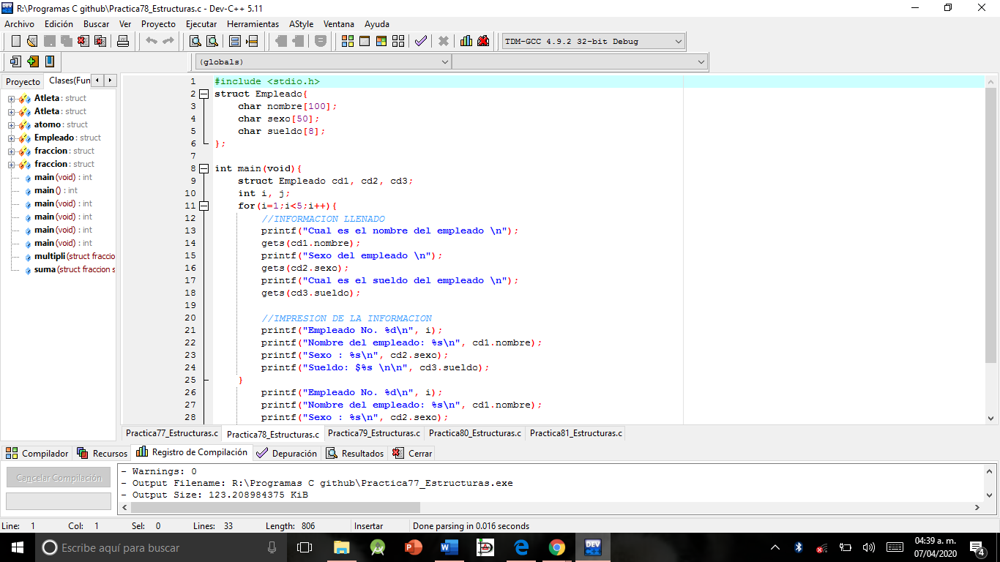 R:\Programas C github\Practica78_Estructuras.c - Dev-C++ 5.11
Archivo Edición Buscar Ver Proyecto Ejecutar Herramientas AStyle Ventana Ayuda
TDM-GCC 4.9.2 32-bit Debug
(globals)
Proyecto Clases(Fun
Atleta : struct
Atleta : struct
atomo : struct
Empleado : struct
fraccion : struct
fraccion : struct
main (void) : int
main () : int
main (void) : int
main (void) : int
main (void) : int
main (void) : int
multipli (struct fraccio
suma (struct fraccion s
1 #include <stdio.h>
2 struct Empleado{
3 char nombre[100];
4 char sexo[50];
5 char sueldo[8];
6 };
7
8 int main(void){
9 struct Empleado cd1, cd2, cd3;
10 int i, j;
11 for(i=1;i<5;i++){
12 //INFORMACION LLENADO
13 printf("Cual es el nombre del empleado \n");
14 gets(cd1.nombre);
15 printf("Sexo del empleado \n");
16 gets(cd2.sexo);
17 printf("Cual es el sueldo del empleado \n");
18 gets(cd3.sueldo);
19
20 //IMPRESION DE LA INFORMACION
21 printf("Empleado No. %d\n", i);
22 printf("Nombre del empleado: %s\n", cd1.nombre);
23 printf("Sexo : %s\n", cd2.sexo);
24 printf("Sueldo: $%s \n\n", cd3.sueldo);
25 }
26 printf("Empleado No. %d\n", i);
27 printf("Nombre del empleado: %s\n", cd1.nombre);
28 printf("Sexo : %s\n", cd2.sexo);
Practica77_Estructuras.c Practica78_Estructuras.c Practica79_Estructuras.c Practica80_Estructuras.c Practica81_Estructuras.c
Compilador Recursos Registro de Compilación Depuración Resultados Cerrar
Cancelar Compilación
- Warnings: 0
- Output Filename: R:\Programas C github\Practica77_Estructuras.exe
- Output Size: 123.208984375 KiB
Line: 1 Col: 1 Sel: 0 Lines: 33 Length: 806 Insertar Done parsing in 0.016 seconds
Escribe aquí para buscar
DEV
04:39 a. m.
07/04/2020
4